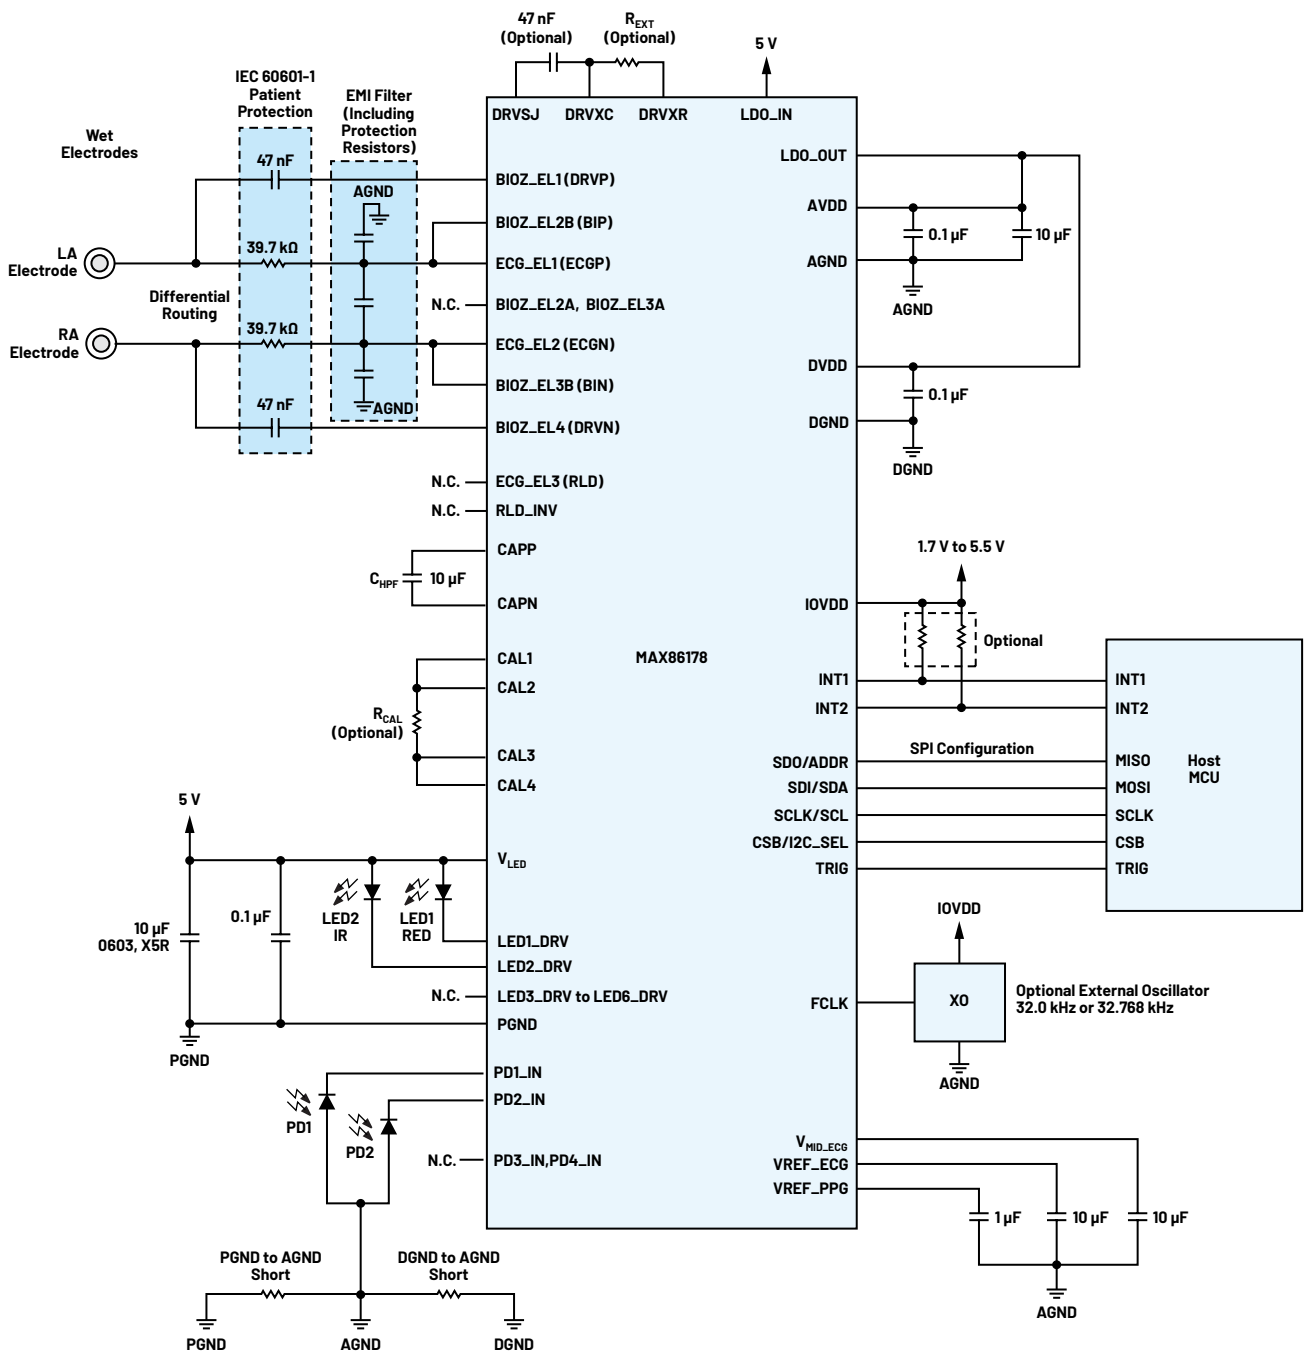 47 nF
(Optional)
R_EXT
(Optional)
5 V
IEC 60601-1
Patient
Protection
EMI Filter
(Including
Protection
Resistors)
Wet
Electrodes
DRVSJ
DRVXC
DRVXR
LDO_IN
47 nF
AGND
BIOZ_EL1 (DRVP)
BIOZ_EL2B (BIP)
LA
Electrode
39.7 kΩ
ECG_EL1 (ECGP)
Differential
Routing
N.C.
BIOZ_EL2A, BIOZ_EL3A
RA
Electrode
39.7 kΩ
ECG_EL2 (ECGN)
BIOZ_EL3B (BIN)
47 nF
AGND
BIOZ_EL4 (DRVN)
LDO_OUT
AVDD
0.1 µF
10 µF
AGND
AGND
DVDD
0.1 µF
DGND
DGND
N.C.
ECG_EL3 (RLD)
N.C.
RLD_INV
CAPP
C_HPF
10 µF
CAPN
CAL1
CAL2
R_CAL
(Optional)
CAL3
CAL4
MAX86178
1.7 V to 5.5 V
IOVDD
Optional
INT1
INT1
INT2
INT2
SPI Configuration
SDO/ADDR
MISO
SDI/SDA
MOSI
SCLK/SCL
SCLK
CSB/I2C_SEL
CSB
TRIG
TRIG
Host
MCU
5 V
V_LED
10 µF
0603, X5R
0.1 µF
LED2
IR
LED1
RED
LED1_DRV
LED2_DRV
N.C.
LED3_DRV to LED6_DRV
PGND
PGND
IOVDD
FCLK
XO
Optional External Oscillator
32.0 kHz or 32.768 kHz
AGND
PD1_IN
PD1
PD2_IN
PD2
N.C.
PD3_IN,PD4_IN
V_MID_ECG
VREF_ECG
VREF_PPG
1 µF
10 µF
10 µF
AGND
PGND to AGND
Short
DGND to AGND
Short
PGND
AGND
DGND